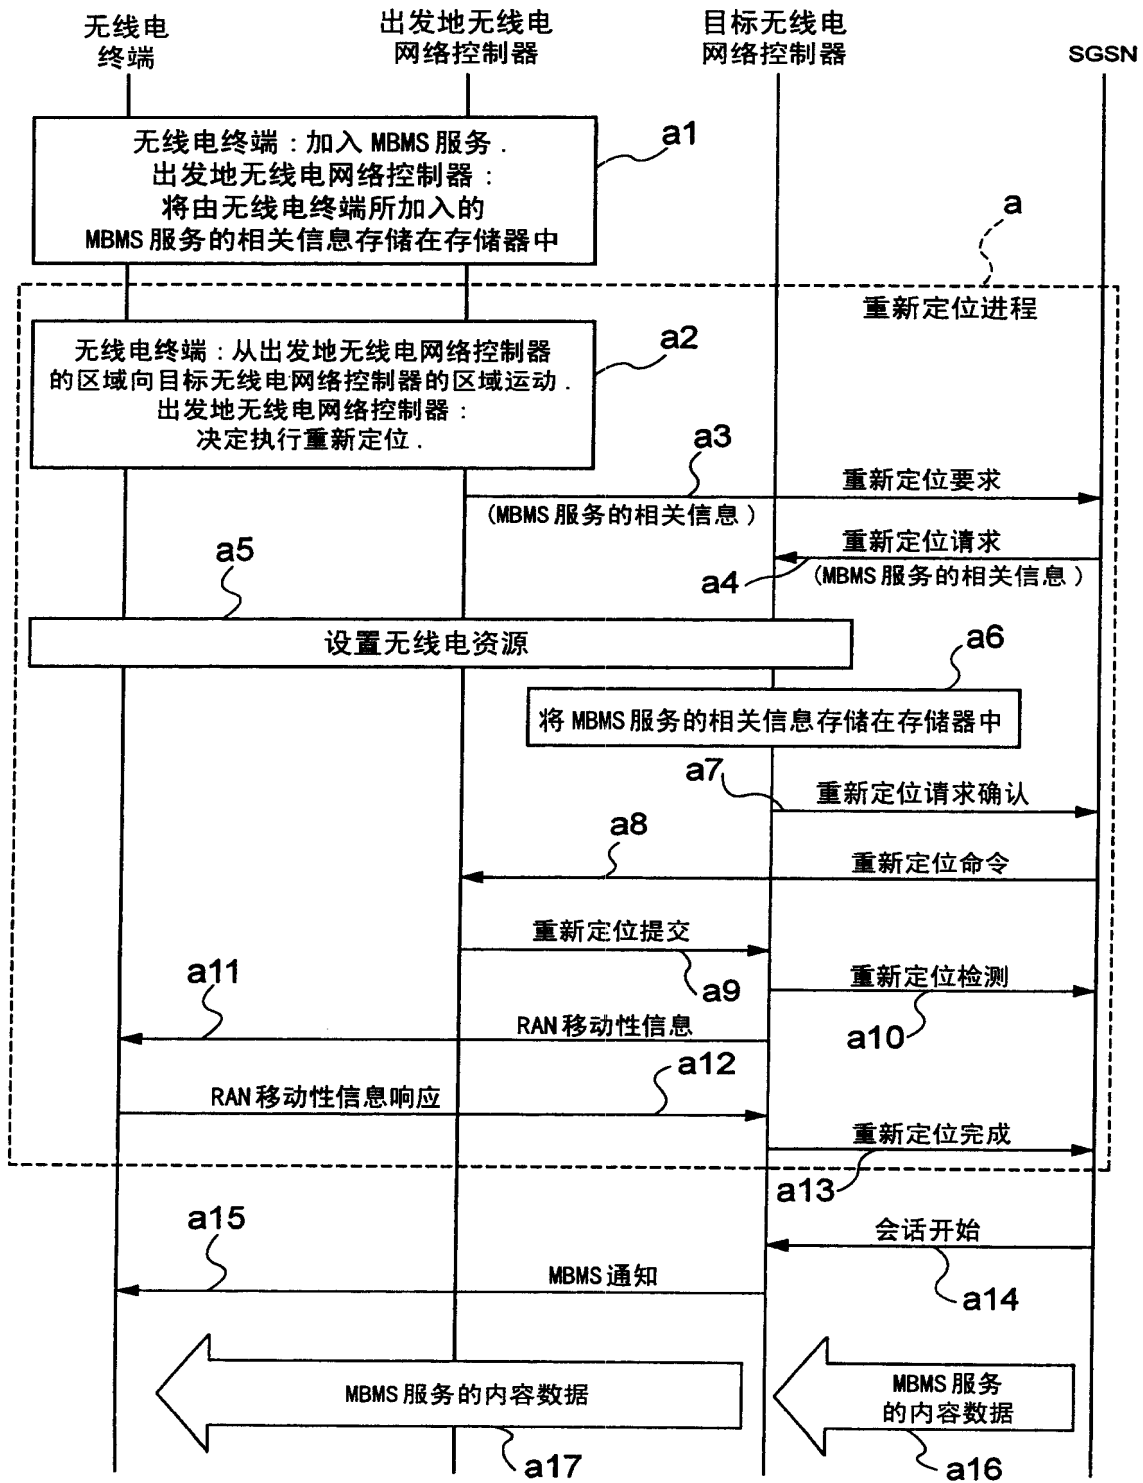 无线电
终端
出发地无线电
网络控制器
目标无线电
网络控制器
SGSN
无线电终端：加入 MBMS 服务．
出发地无线电网络控制器：
将由无线电终端所加入的
MBMS 服务的相关信息存储在存储器中
a1
a
重新定位进程
无线电终端：从出发地无线电网络控制器
的区域向目标无线电网络控制器的区域运动．
出发地无线电网络控制器：
决定执行重新定位．
a2
a3
重新定位要求
(MBMS 服务的相关信息)
重新定位请求
a4
(MBMS 服务的相关信息)
a5
设置无线电资源
a6
将 MBMS 服务的相关信息存储在存储器中
a7
重新定位请求确认
a8
重新定位命令
重新定位提交
a9
重新定位检测
a10
a11
RAN 移动性信息
a12
RAN 移动性信息响应
重新定位完成
a13
会话开始
a14
a15
MBMS 通知
MBMS 服务的内容数据
a17
MBMS 服务
的内容数据
a16